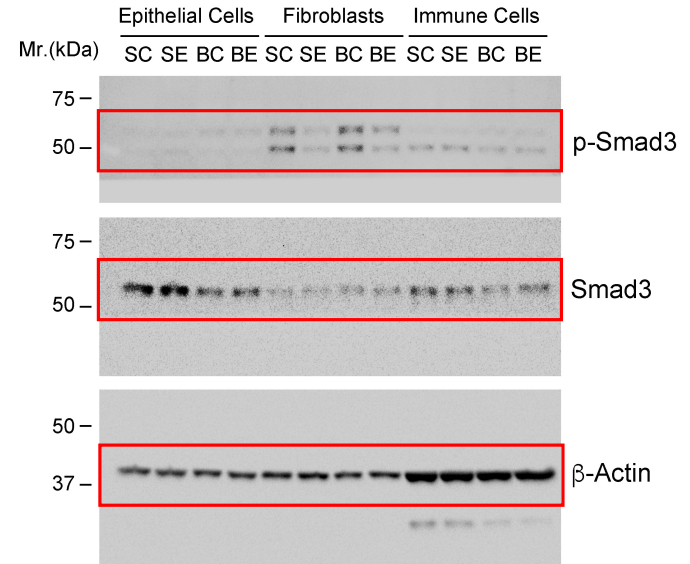 Epithelial Cells Fibroblasts Immune Cells
Mr.(kDa) SC SE BC BE SC SE BC BE SC SE BC BE
75
50
p-Smad3
75
50
Smad3
50
37
β-Actin